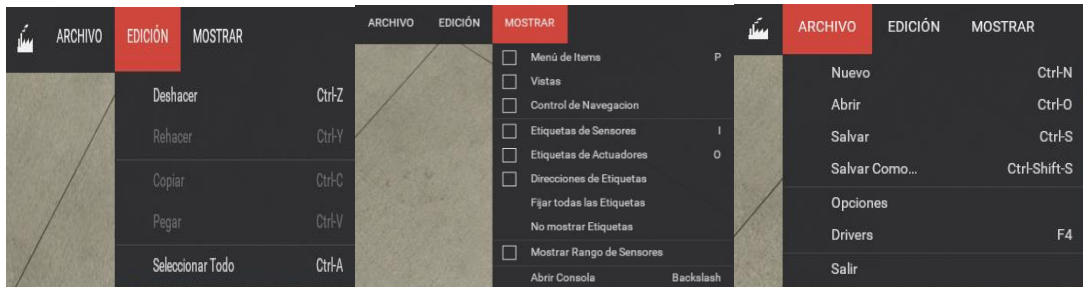 ARCHIVO EDICIÓN MOSTRAR
Deshacer Ctrl-Z
Rehacer Ctrl-Y
Copiar Ctrl-C
Pegar Ctrl-V
Seleccionar Todo Ctrl-A
ARCHIVO EDICIÓN MOSTRAR
Menú de Items P
Vistas
Control de Navegacion
Etiquetas de Sensores I
Etiquetas de Actuadores O
Direcciones de Etiquetas
Fijar todas las Etiquetas
No mostrar Etiquetas
Mostrar Rango de Sensores
Abrir Consola Backslash
ARCHIVO EDICIÓN MOSTRAR
Nuevo Ctrl-N
Abrir Ctrl-O
Salvar Ctrl-S
Salvar Como... Ctrl-Shift-S
Opciones
Drivers F4
Salir